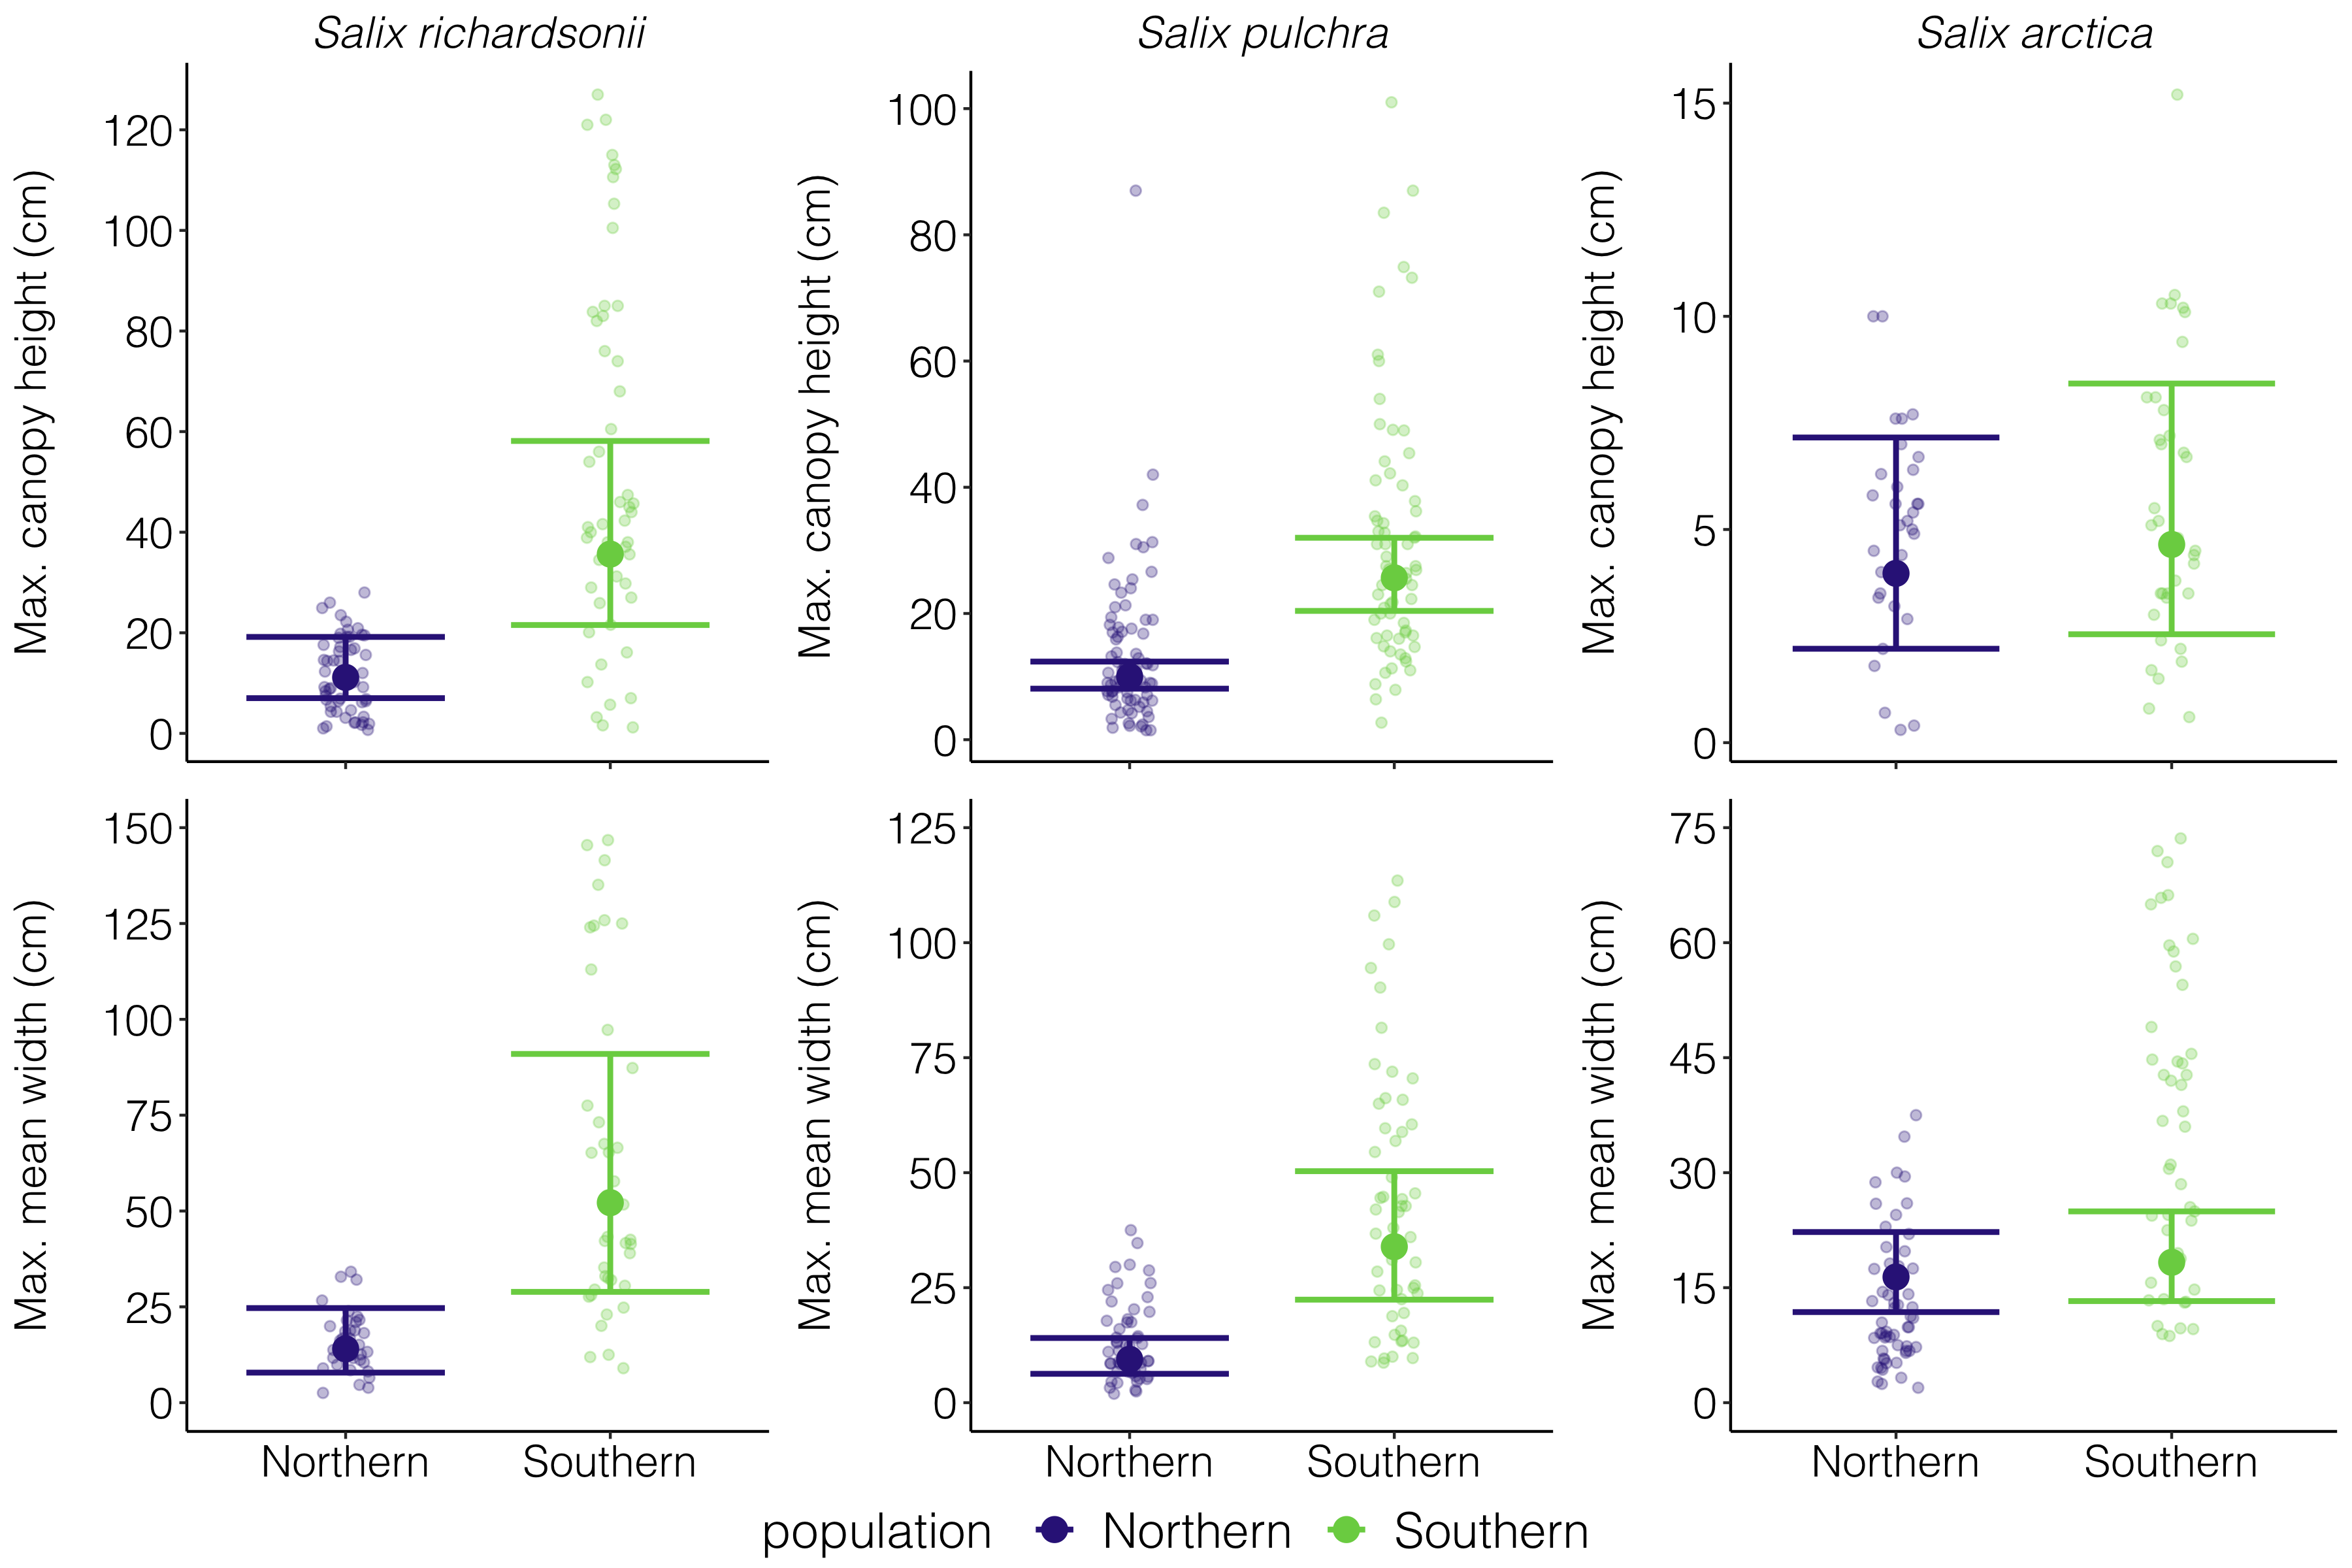 Salix richardsonii
Salix pulchra
Salix arctica
Max. canopy height (cm)
120
100
80
60
40
20
0
Max. canopy height (cm)
100
80
60
40
20
0
Max. canopy height (cm)
15
10
5
0
Max. mean width (cm)
150
125
100
75
50
25
0
Northern
Southern
Max. mean width (cm)
125
100
75
50
25
0
Northern
Southern
Max. mean width (cm)
75
60
45
30
15
0
Northern
Southern
population Northern Southern